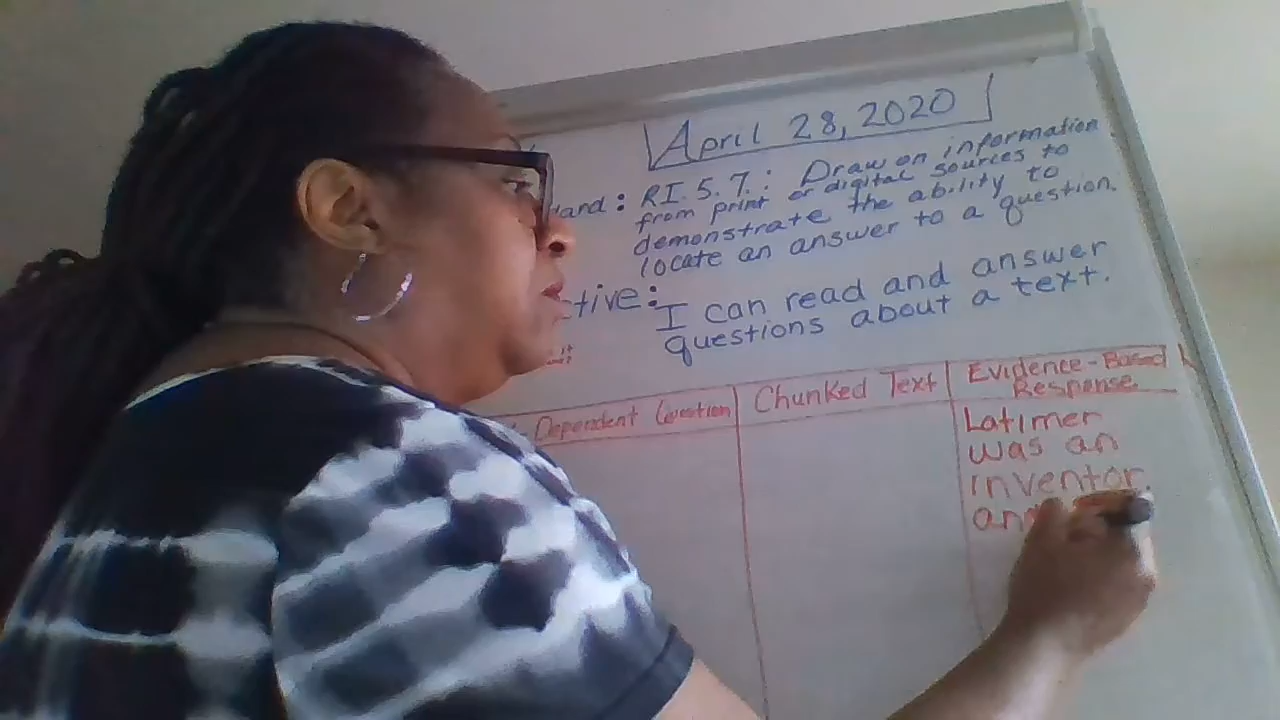 April 28, 2020
: RI.5.7.: Draw on information
from print or digital sources to
demonstrate the ability to
locate an answer to a question.
I can read and answer
questions about a text.
Dependent Question
Chunked Text
Evidence-Based
Response
Latimer
was an
inventor.